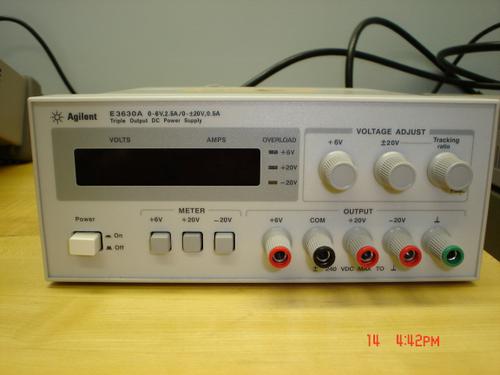 Agilent E3630A 0-6V,2.5A/0-±20V,0.5A
Triple Output DC Power Supply
VOLTS AMPS OVERLOAD
+6V
+20V
-20V
VOLTAGE ADJUST
+6V ±20V Tracking
ratio
Power
On
Off
METER
+6V +20V -20V
OUTPUT
+6V COM +20V -20V
± 240 VDC MAX TO
14 4:42PM